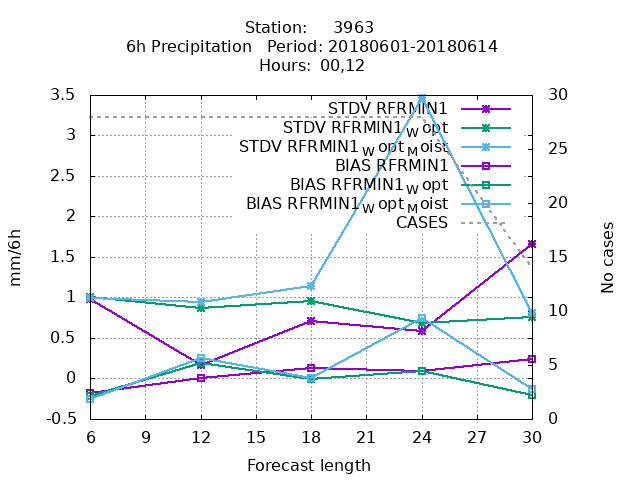 Station:     3963
6h Precipitation   Period: 20180601-20180614
Hours:  00,12
3.5
3
2.5
2
1.5
1
0.5
0
-0.5
mm/6h
STDV RFRMIN1
STDV RFRMIN1_W opt
STDV RFRMIN1_W opt_M oist
BIAS RFRMIN1
BIAS RFRMIN1_W opt
BIAS RFRMIN1_W opt_M oist
CASES
30
25
20
15
10
5
0
No cases
6 9 12 15 18 21 24 27 30
Forecast length